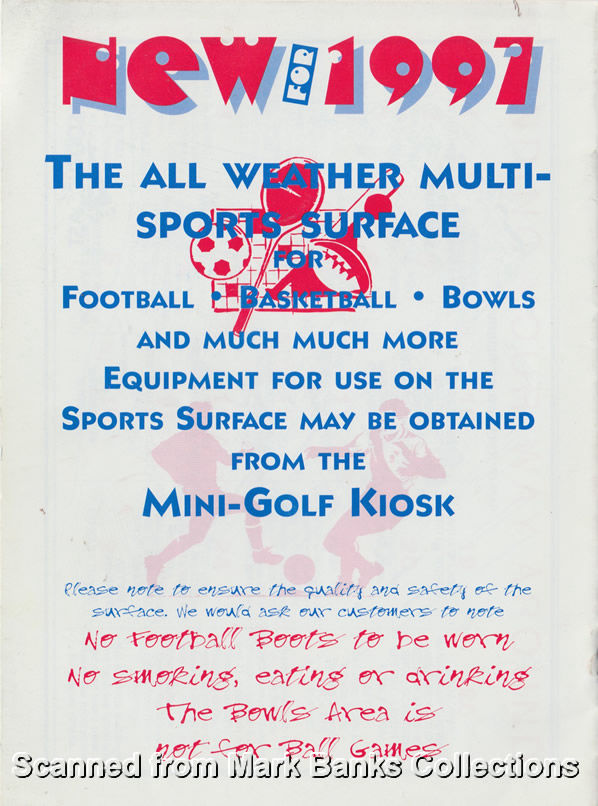 NEW FOR 1997
THE ALL WEATHER MULTI-
SPORTS SURFACE
FOR
FOOTBALL • BASKETBALL • BOWLS
AND MUCH MUCH MORE
EQUIPMENT FOR USE ON THE
SPORTS SURFACE MAY BE OBTAINED
FROM THE
MINI-GOLF KIOSK
Please note to ensure the quality and safety of the
surface. We would ask our customers to note
No Football Boots to be worn
No smoking, eating or drinking
The Bowls Area is
not for Ball Games
Scanned from Mark Banks Collections